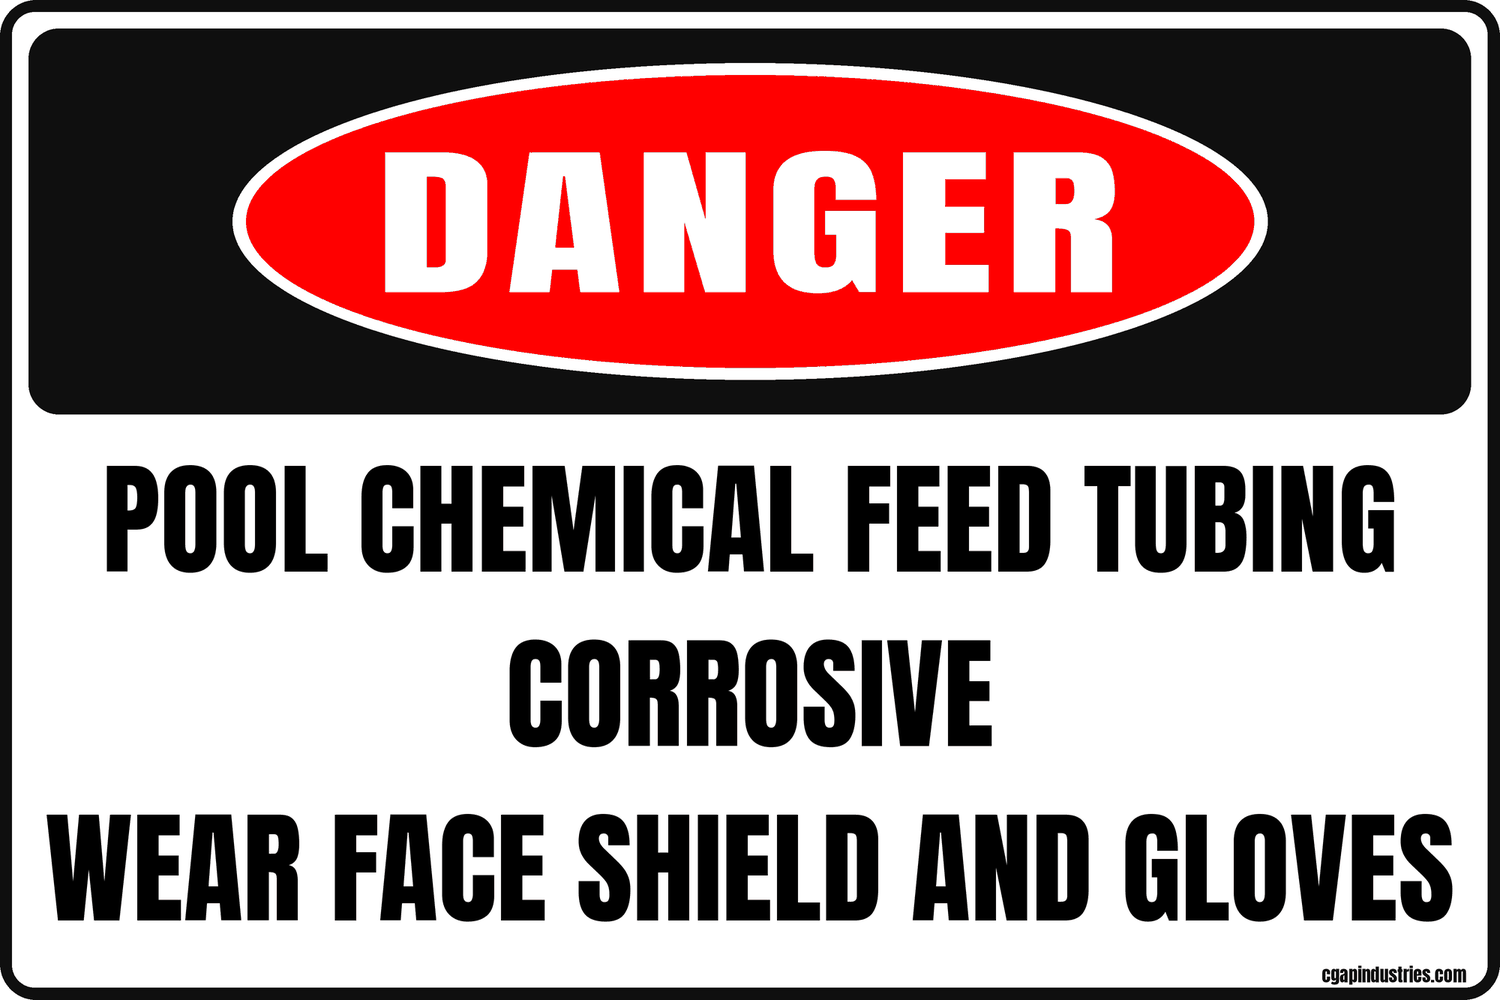 DANGER
POOL CHEMICAL FEED TUBING
CORROSIVE
WEAR FACE SHIELD AND GLOVES
cgapindustries.com